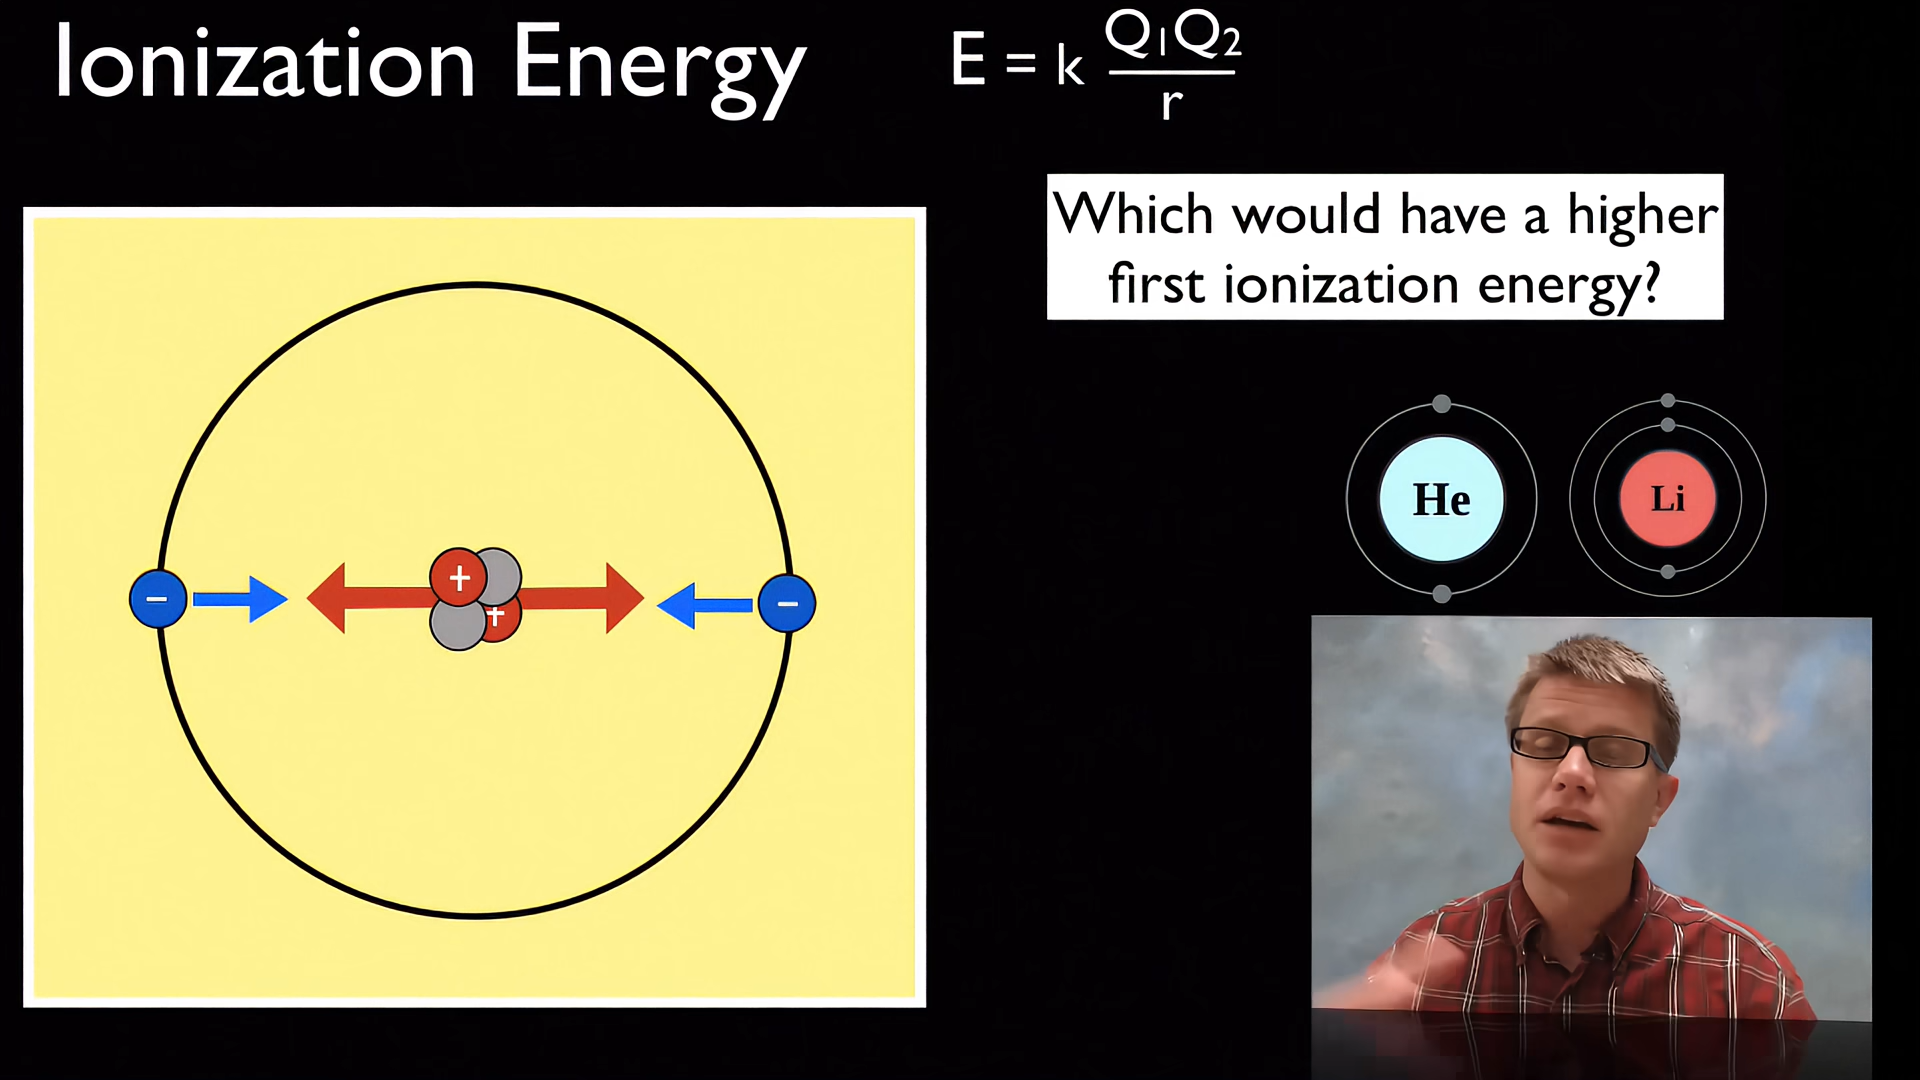 Ionization Energy
E = k Q₁Q₂
r
Which would have a higher
first ionization energy?
He
Li
+
+
−
−